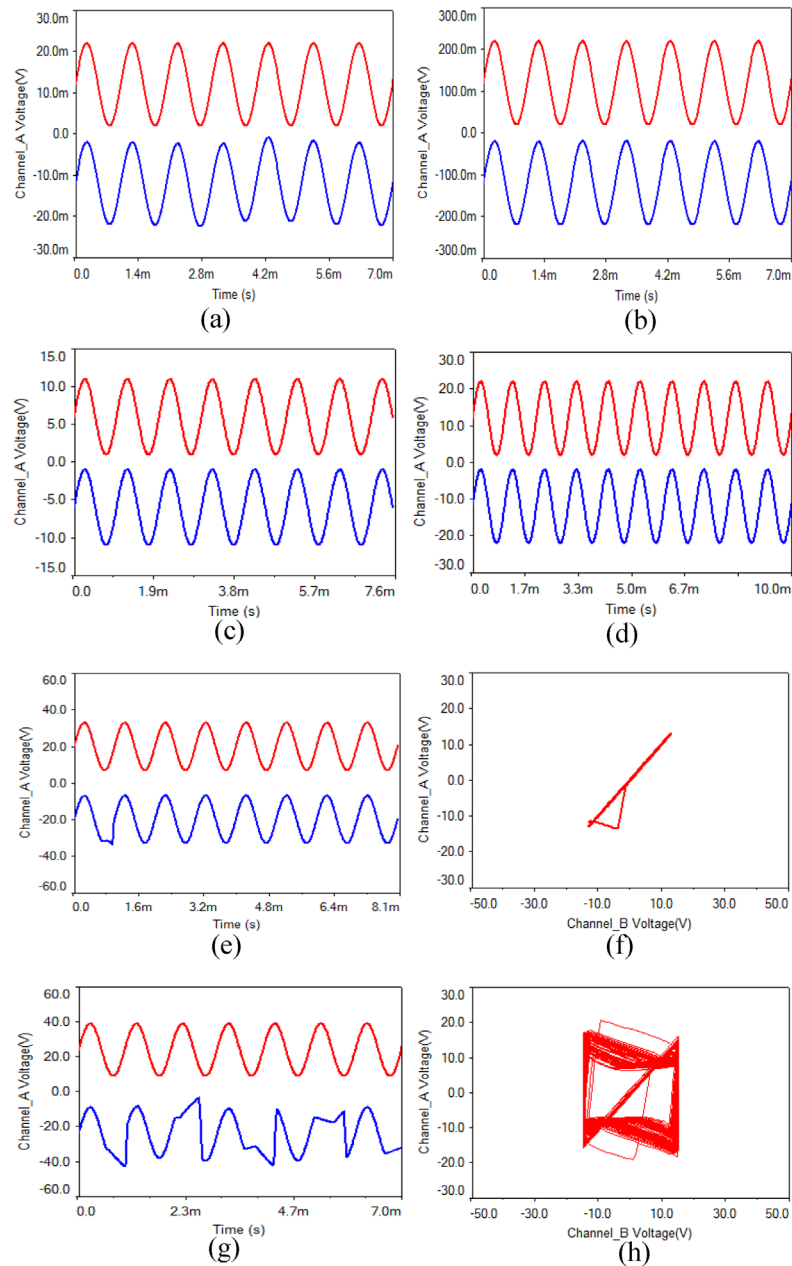 30.0m
20.0m
10.0m
0.0
-10.0m
-20.0m
-30.0m
Channel_A Voltage(V)
0.0 1.4m 2.8m 4.2m 5.6m 7.0m
Time (s)
(a)
300.0m
200.0m
100.0m
0.0
-100.0m
-200.0m
-300.0m
Channel_A Voltage(V)
0.0 1.4m 2.8m 4.2m 5.6m 7.0m
Time (s)
(b)
15.0
10.0
5.0
0.0
-5.0
-10.0
-15.0
Channel_A Voltage(V)
0.0 1.9m 3.8m 5.7m 7.6m
Time (s)
(c)
30.0
20.0
10.0
0.0
-10.0
-20.0
-30.0
Channel_A Voltage(V)
0.0 1.7m 3.3m 5.0m 6.7m 10.0m
Time (s)
(d)
60.0
40.0
20.0
0.0
-20.0
-40.0
-60.0
Channel_A Voltage(V)
0.0 1.6m 3.2m 4.8m 6.4m 8.1m
Time (s)
(e)
30.0
20.0
10.0
0.0
-10.0
-20.0
-30.0
Channel_A Voltage(V)
-50.0 -30.0 -10.0 10.0 30.0 50.0
Channel_B Voltage(V)
(f)
60.0
40.0
20.0
0.0
-20.0
-40.0
-60.0
Channel_A Voltage(V)
0.0 2.3m 4.7m 7.0m
Time (s)
(g)
30.0
20.0
10.0
0.0
-10.0
-20.0
-30.0
Channel_A Voltage(V)
-50.0 -30.0 -10.0 10.0 30.0 50.0
Channel_B Voltage(V)
(h)